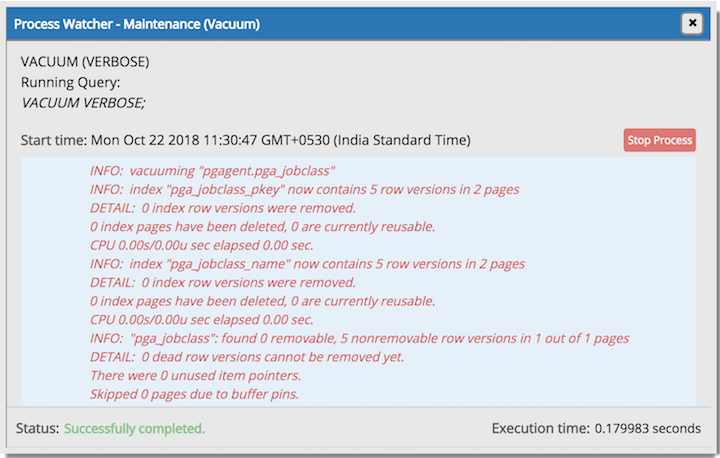 Process Watcher - Maintenance (Vacuum)
VACUUM (VERBOSE)
Running Query:
VACUUM VERBOSE;
Start time: Mon Oct 22 2018 11:30:47 GMT+0530 (India Standard Time)
Stop Process
INFO: vacuuming "pgagent.pga_jobclass"
INFO: index "pga_jobclass_pkey" now contains 5 row versions in 2 pages
DETAIL: 0 index row versions were removed.
0 index pages have been deleted, 0 are currently reusable.
CPU 0.00s/0.00u sec elapsed 0.00 sec.
INFO: index "pga_jobclass_name" now contains 5 row versions in 2 pages
DETAIL: 0 index row versions were removed.
0 index pages have been deleted, 0 are currently reusable.
CPU 0.00s/0.00u sec elapsed 0.00 sec.
INFO: "pga_jobclass": found 0 removable, 5 nonremovable row versions in 1 out of 1 pages
DETAIL: 0 dead row versions cannot be removed yet.
There were 0 unused item pointers.
Skipped 0 pages due to buffer pins.
Status: Successfully completed.
Execution time: 0.179983 seconds